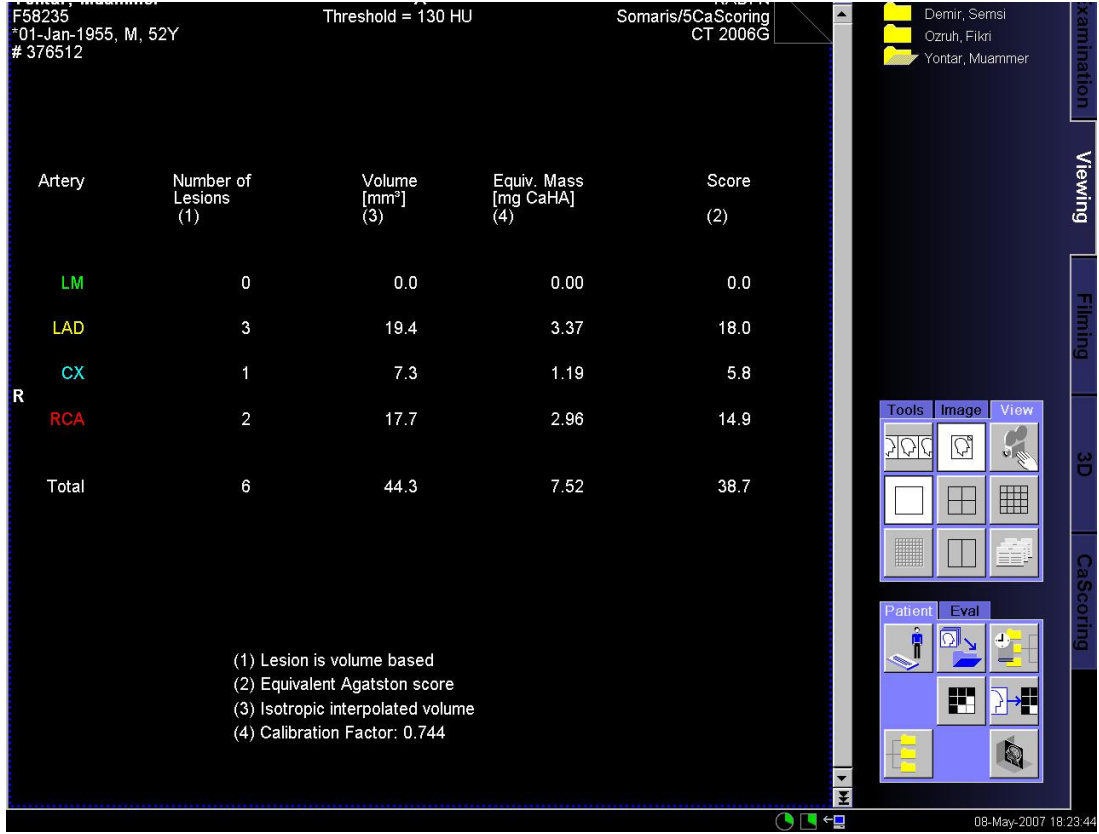 Yontar, Muammer
F58235
*01-Jan-1955, M, 52Y
# 376512
Threshold = 130 HU
Somaris/5CaScoring
CT 2006G
Artery Number of Lesions (1) Volume [mm³] (3) Equiv. Mass [mg CaHA] (4) Score (2)
LM 0 0.0 0.00 0.0
LAD 3 19.4 3.37 18.0
CX 1 7.3 1.19 5.8
R
RCA 2 17.7 2.96 14.9
Total 6 44.3 7.52 38.7
(1) Lesion is volume based
(2) Equivalent Agatston score
(3) Isotropic interpolated volume
(4) Calibration Factor: 0.744
Demir, Semsi
Ozruh, Fikri
Yontar, Muammer
Viewing
Filming
3D
CaScoring
Tools Image View
Patient Eval
08-May-2007 18:23:44